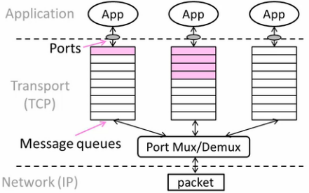 Application
App
App
App
Ports
Transport
(TCP)
Message queues
Port Mux/Demux
Network (IP)
packet